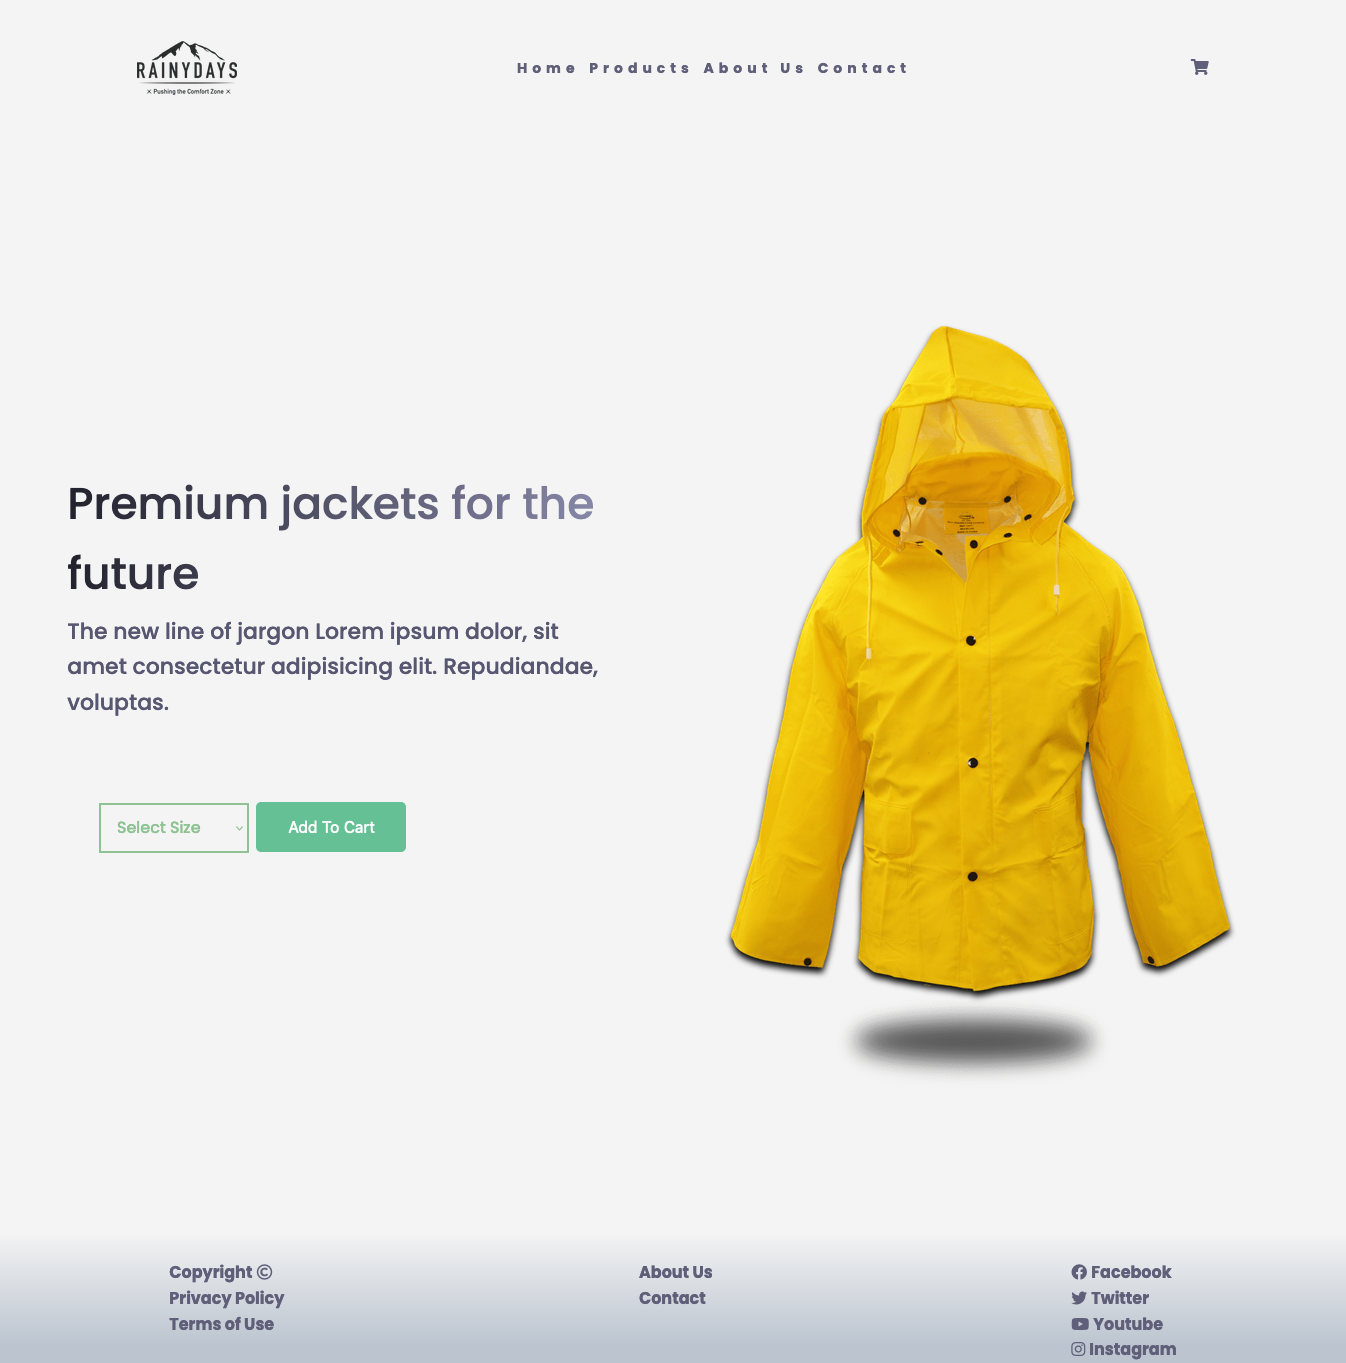 RAINYDAYS
× Pushing the Comfort Zone ×
Home Products About Us Contact
Premium jackets for the
future
The new line of jargon Lorem ipsum dolor, sit
amet consectetur adipisicing elit. Repudiandae,
voluptas.
Select Size
Add To Cart
Copyright ©
Privacy Policy
Terms of Use
About Us
Contact
Facebook
Twitter
Youtube
Instagram